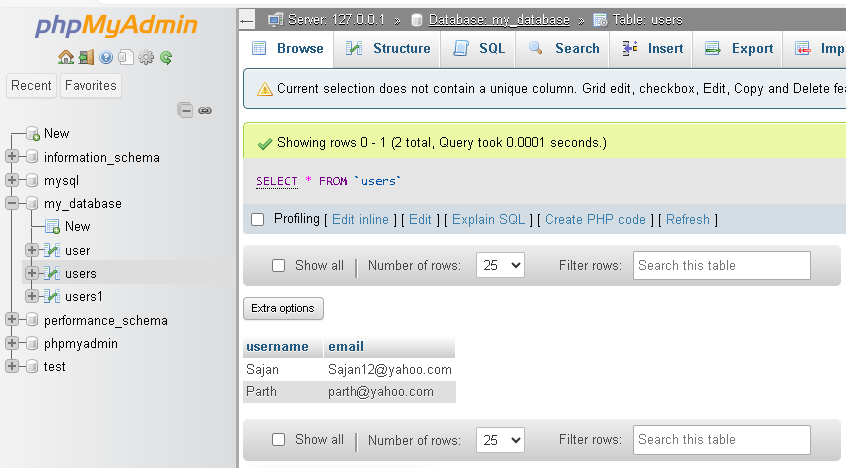 phpMyAdmin
Recent Favorites
New
information_schema
mysql
my_database
New
user
users
users1
performance_schema
phpmyadmin
test
Server: 127.0.0.1 » Database: my_database » Table: users
Browse Structure SQL Search Insert Export Imp
Current selection does not contain a unique column. Grid edit, checkbox, Edit, Copy and Delete fea
Showing rows 0 - 1 (2 total, Query took 0.0001 seconds.)
SELECT * FROM `users`
Profiling [ Edit inline ] [ Edit ] [ Explain SQL ] [ Create PHP code ] [ Refresh ]
Show all | Number of rows: 25 Filter rows: Search this table
Extra options
username email
Sajan Sajan12@yahoo.com
Parth parth@yahoo.com
Show all | Number of rows: 25 Filter rows: Search this table